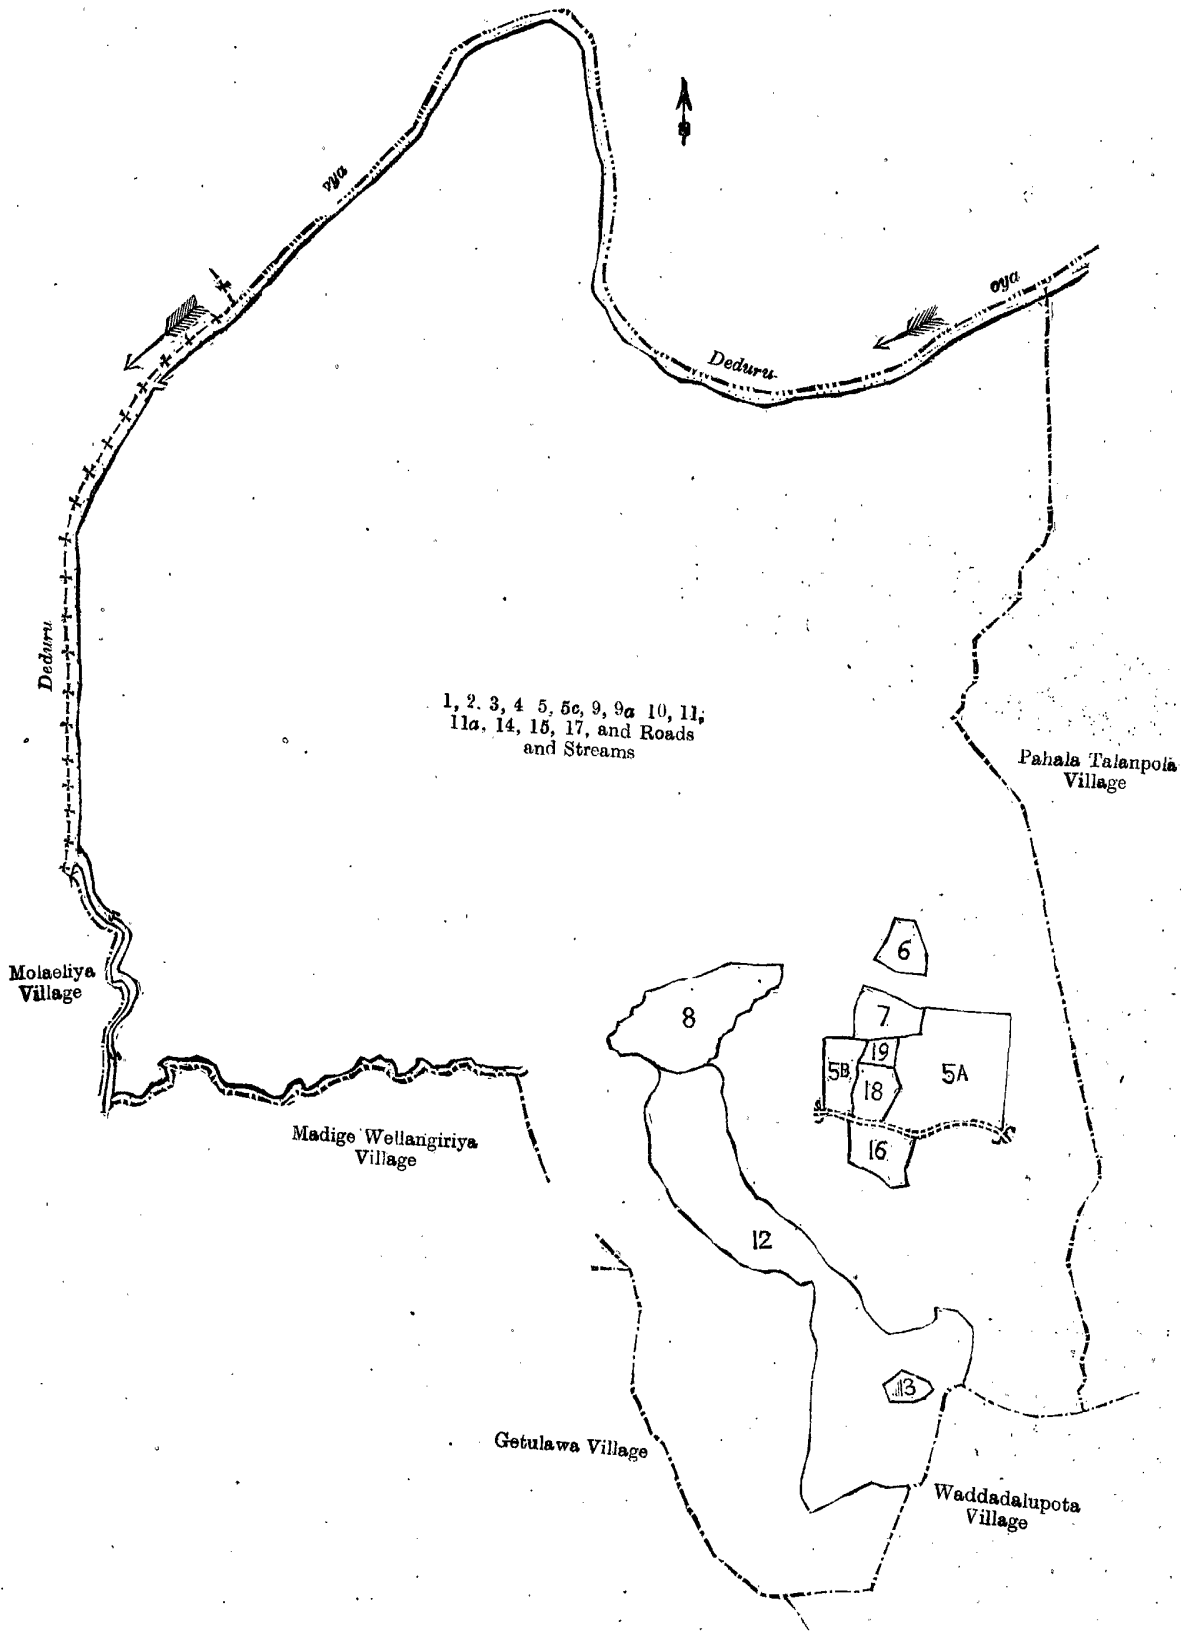 oya
oya
Deduru
Deduru
1, 2. 3, 4 5, 5c, 9, 9a 10, 11,
11a, 14, 15, 17, and Roads
and Streams
Pahala Talanpola
Village
6
Molaeliya
Village
8
7
19
5B
5A
18
Madige Wellangiriya
Village
16
12
13
Getulawa Village
Waddadalupota
Village